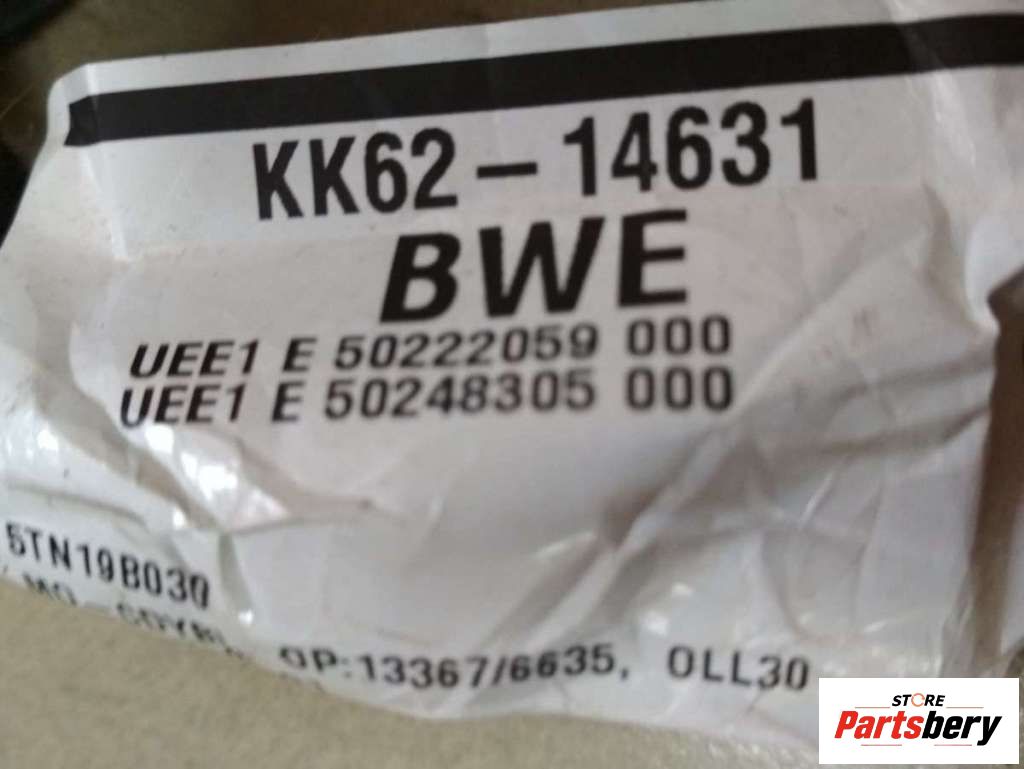 KK62-14631
BWE
UEE1 E 50222059 000
UEE1 E 50248305 000
5TN19B030
OP:13367/6635, OLL30
STORE
Partsbery